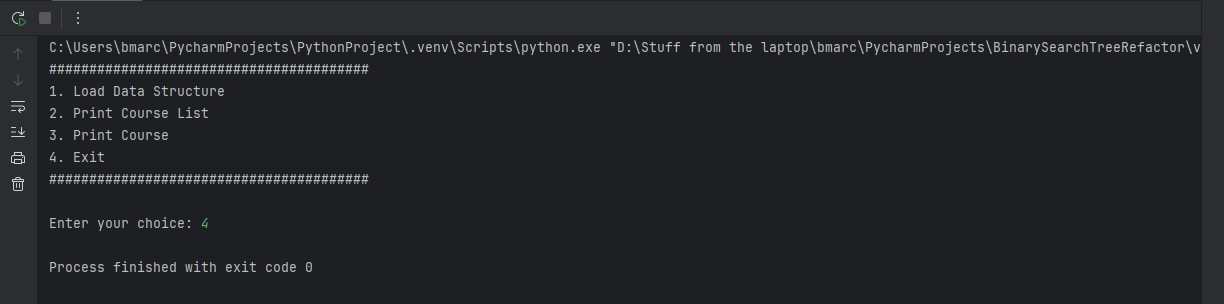 C:\Users\bmarc\PycharmProjects\PythonProject\.venv\Scripts\python.exe "D:\Stuff from the laptop\bmarc\PycharmProjects\BinarySearchTreeRefactor\v
########################################
1. Load Data Structure
2. Print Course List
3. Print Course
4. Exit
########################################
Enter your choice: 4
Process finished with exit code 0